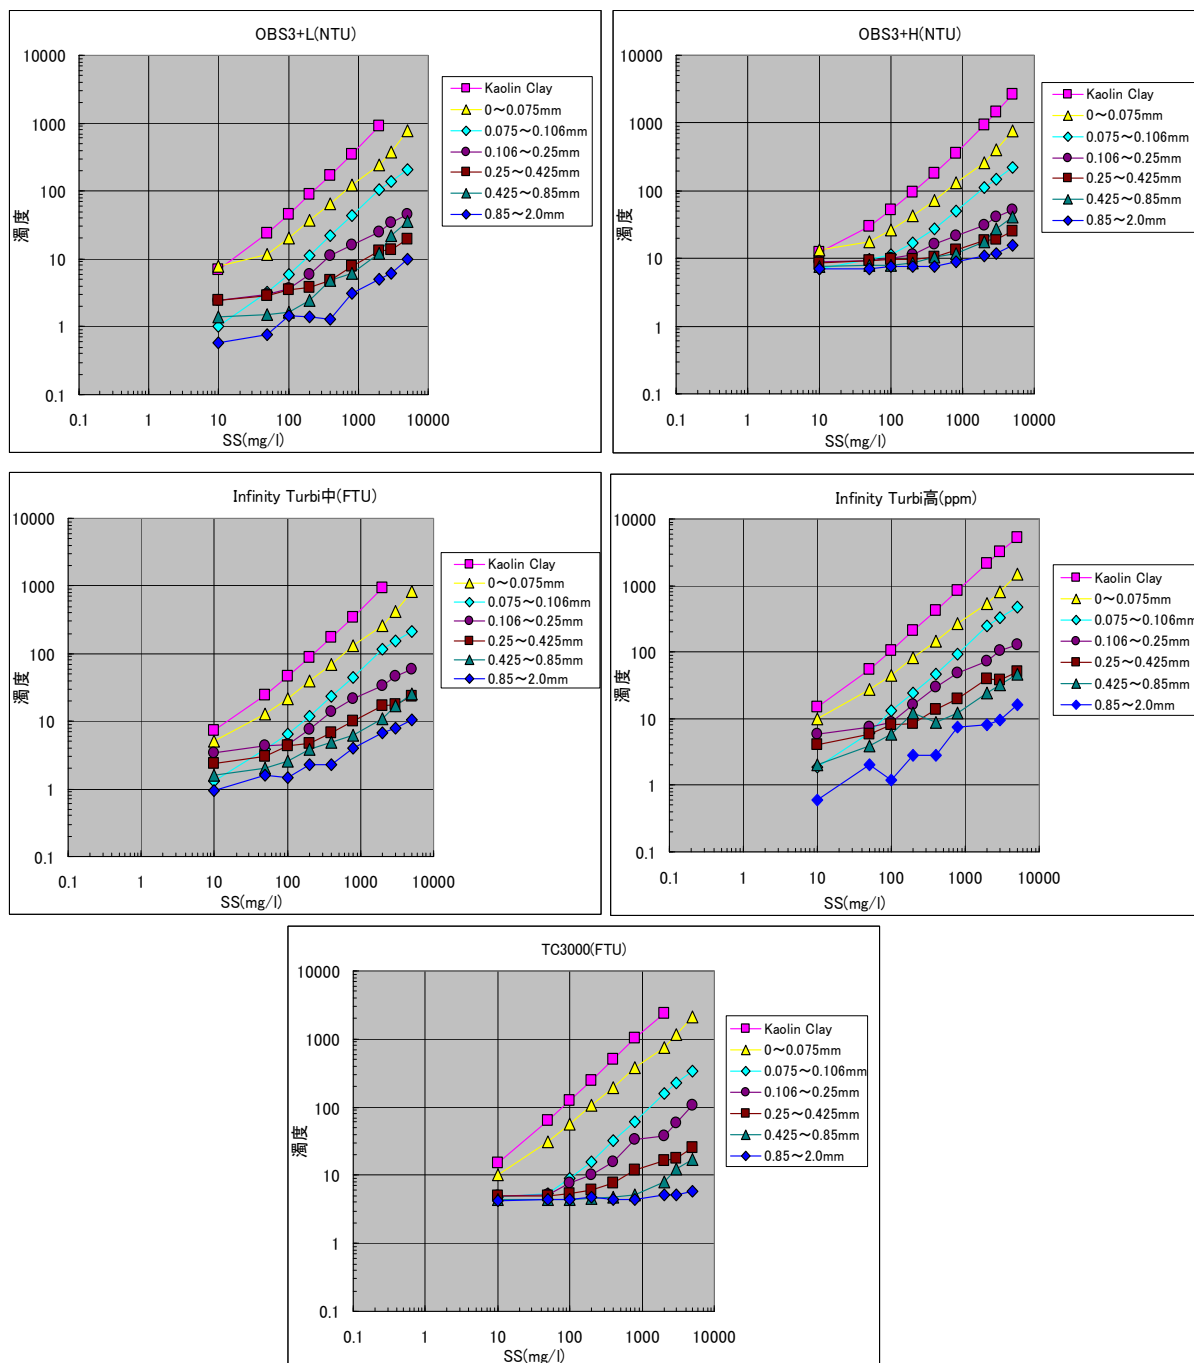 OBS3+L(NTU)
10000
1000
100
10
1
0.1
濁度
0.1 1 10 100 1000 10000
SS(mg/l)
Kaolin Clay
0～0.075mm
0.075～0.106mm
0.106～0.25mm
0.25～0.425mm
0.425～0.85mm
0.85～2.0mm
OBS3+H(NTU)
10000
1000
100
10
1
0.1
濁度
0.1 1 10 100 1000 10000
SS(mg/l)
Kaolin Clay
0～0.075mm
0.075～0.106mm
0.106～0.25mm
0.25～0.425mm
0.425～0.85mm
0.85～2.0mm
Infinity Turbi中(FTU)
10000
1000
100
10
1
0.1
濁度
0.1 1 10 100 1000 10000
SS(mg/l)
Kaolin Clay
0～0.075mm
0.075～0.106mm
0.106～0.25mm
0.25～0.425mm
0.425～0.85mm
0.85～2.0mm
Infinity Turbi高(ppm)
10000
1000
100
10
1
0.1
濁度
0.1 1 10 100 1000 10000
SS(mg/l)
Kaolin Clay
0～0.075mm
0.075～0.106mm
0.106～0.25mm
0.25～0.425mm
0.425～0.85mm
0.85～2.0mm
TC3000(FTU)
10000
1000
100
10
1
0.1
濁度
0.1 1 10 100 1000 10000
SS(mg/l)
Kaolin Clay
0～0.075mm
0.075～0.106mm
0.106～0.25mm
0.25～0.425mm
0.425～0.85mm
0.85～2.0mm